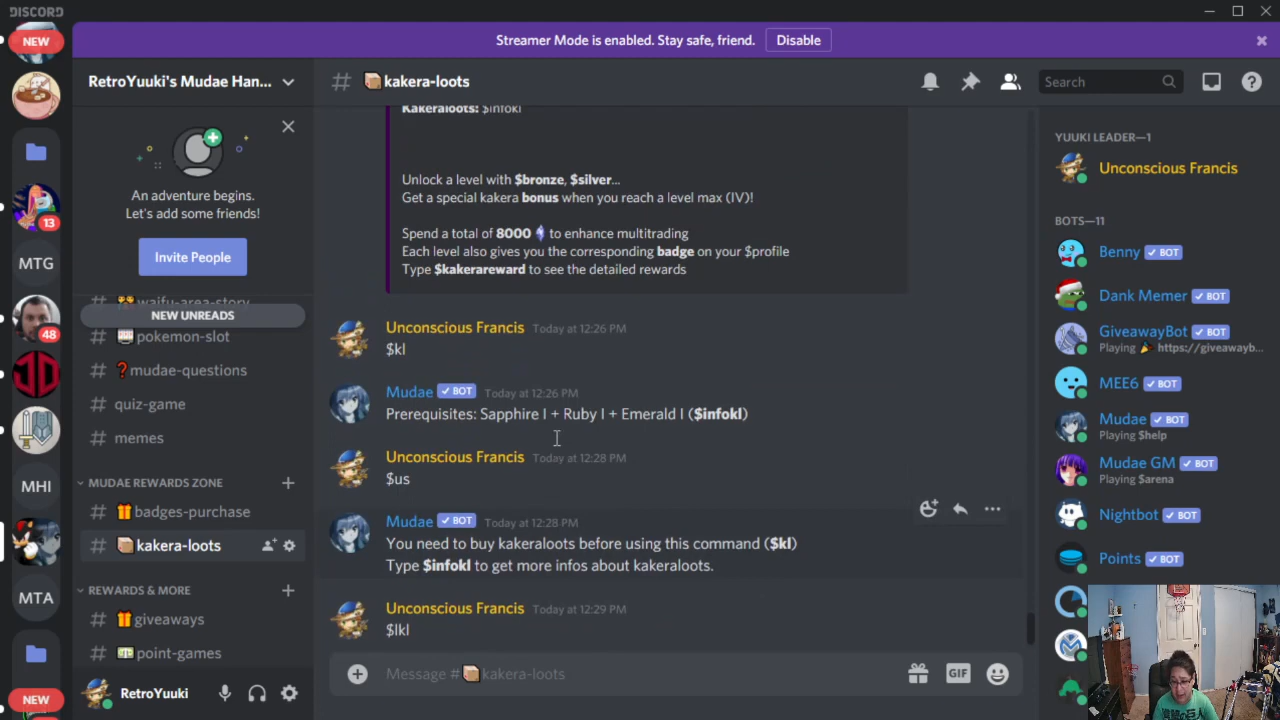 DISCORD
NEW
13
MTG
48
MHI
MTA
NEW
Streamer Mode is enabled. Stay safe, friend.
Disable
RetroYuuki's Mudae Han...
An adventure begins.
Let's add some friends!
Invite People
waifu-area-story
NEW UNREADS
pokemon-slot
mudae-questions
quiz-game
memes
MUDAE REWARDS ZONE
badges-purchase
kakera-loots
REWARDS & MORE
giveaways
point-games
RetroYuuki
kakera-loots
Search
Kakeraloots: $infokl
Unlock a level with $bronze, $silver...
Get a special kakera bonus when you reach a level max (IV)!
Spend a total of 8000 to enhance multitrading
Each level also gives you the corresponding badge on your $profile
Type $kakerareward to see the detailed rewards
Unconscious Francis Today at 12:26 PM
$kl
Mudae BOT Today at 12:26 PM
Prerequisites: Sapphire I + Ruby I + Emerald I ($infokl)
Unconscious Francis Today at 12:28 PM
$us
Mudae BOT Today at 12:28 PM
You need to buy kakeraloots before using this command ($kl)
Type $infokl to get more infos about kakeraloots.
Unconscious Francis Today at 12:29 PM
$lkl
Message # kakera-loots
GIF
YUUKI LEADER—1
Unconscious Francis
BOTS—11
Benny BOT
Dank Memer BOT
GiveawayBot BOT
Playing https://giveawayb...
MEE6 BOT
Mudae BOT
Playing $help
Mudae GM BOT
Playing $arena
Nightbot BOT
Points BOT